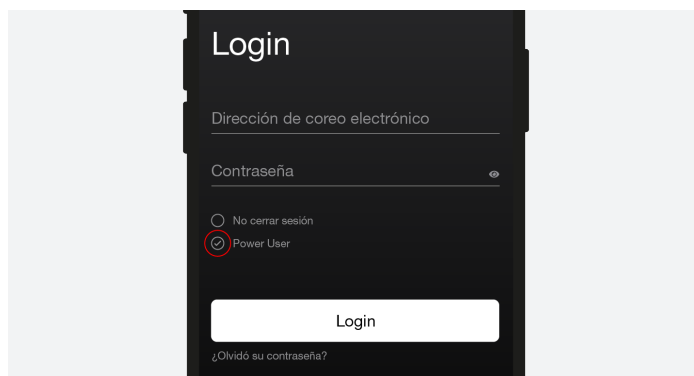 Login
Dirección de coreo electrónico
Contraseña
No cerrar sesión
Power User
Login
¿Olvidó su contraseña?